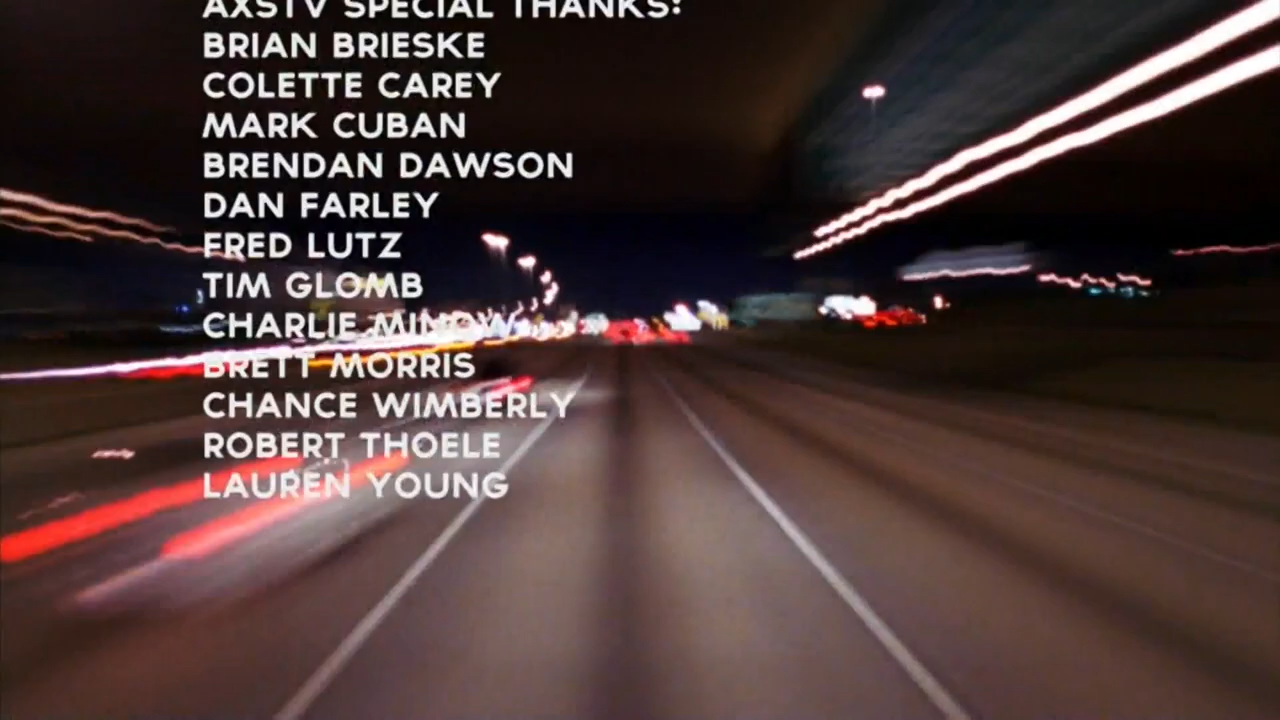 AXSTV SPECIAL THANKS:
BRIAN BRIESKE
COLETTE CAREY
MARK CUBAN
BRENDAN DAWSON
DAN FARLEY
FRED LUTZ
TIM GLOMB
CHARLIE
BRETT MORRIS
CHANCE WIMBERLY
ROBERT THOELE
LAUREN YOUNG